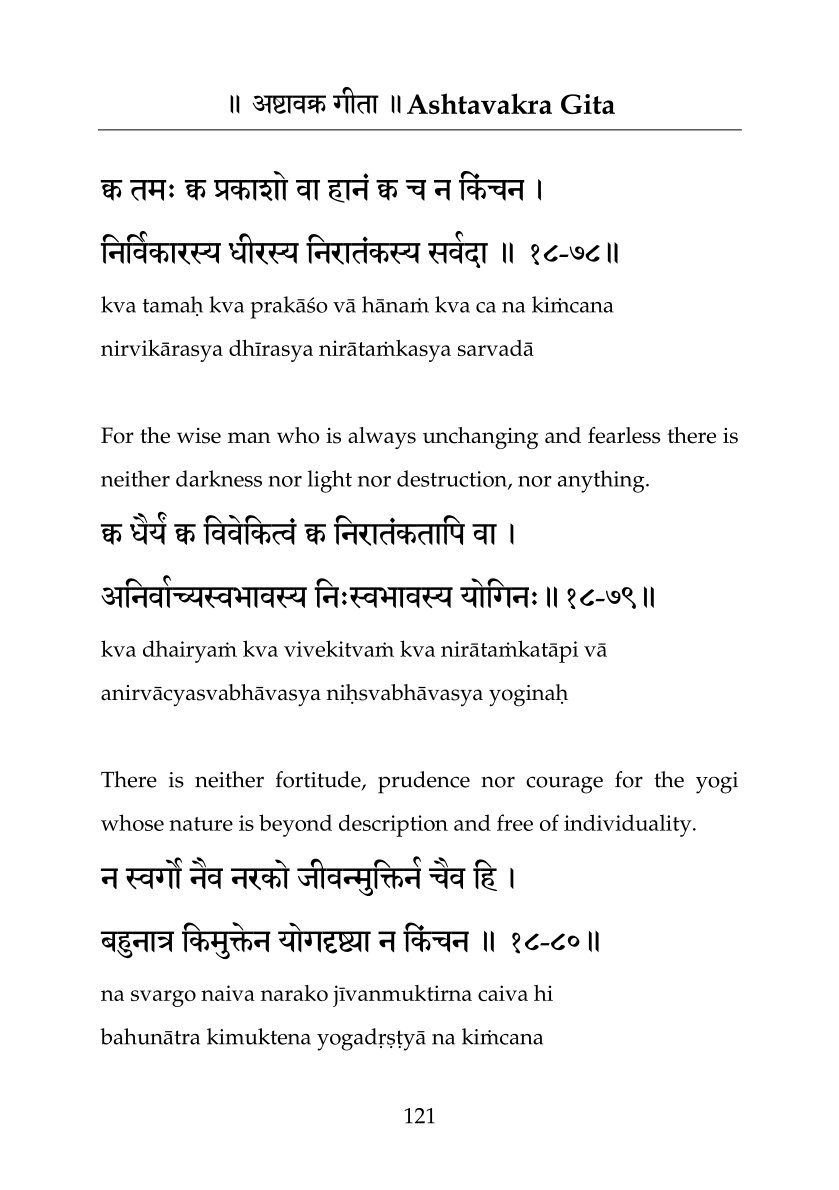 ॥ अष्टावक्र गीता ॥ Ashtavakra Gita
क्व तमः क्व प्रकाशो वा हानं क्व च न किंचन ।
निर्विकारस्य धीरस्य निरातंकस्य सर्वदा ॥ १८-७८॥
kva tamaḥ kva prakāśo vā hānaṁ kva ca na kiṁcana
nirvikārasya dhīrasya nirātaṁkasya sarvadā
For the wise man who is always unchanging and fearless there is
neither darkness nor light nor destruction, nor anything.
क्व धैर्यं क्व विवेकित्वं क्व निरातंकतापि वा ।
अनिर्वाच्यस्वभावस्य निःस्वभावस्य योगिनः ॥ १८-७९॥
kva dhairyaṁ kva vivekitvaṁ kva nirātaṁkatāpi vā
anirvācyasvabhāvasya niḥsvabhāvasya yoginaḥ
There is neither fortitude, prudence nor courage for the yogi
whose nature is beyond description and free of individuality.
न स्वर्गो नैव नरको जीवन्मुक्तिर्न चैव हि ।
बहुनात्र किमुक्तेन योगदृष्ट्या न किंचन ॥ १८-८०॥
na svargo naiva narako jīvanmuktirna caiva hi
bahunātra kimuktena yogadṛṣṭyā na kiṁcana
121